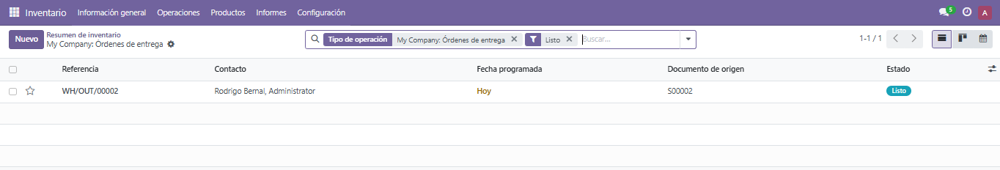 Inventario Información general Operaciones Productos Informes Configuración 5 A
Nuevo Resumen de inventario
My Company: Órdenes de entrega
Tipo de operación My Company: Órdenes de entrega Listo Buscar... 1-1 / 1
Referencia Contacto Fecha programada Documento de origen Estado
WH/OUT/00002 Rodrigo Bernal, Administrator Hoy S00002 Listo